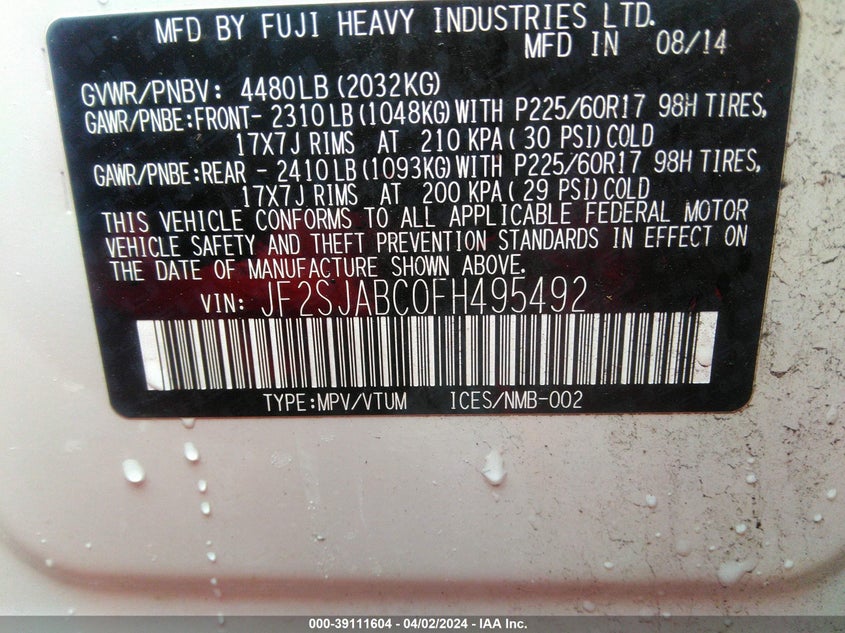 MFD BY FUJI HEAVY INDUSTRIES LTD.
MFD IN 08/14
GVWR/PNBV: 4480LB(2032KG)
GAWR/PNBE:FRONT- 2310LB(1048KG)WITH P225/60R17 98H TIRES,
17X7J RIMS AT 210 KPA( 30 PSI)COLD
GAWR/PNBE:REAR - 2410LB(1093KG)WITH P225/60R17 98H TIRES,
17X7J RIMS AT 200 KPA( 29 PSI)COLD
THIS VEHICLE CONFORMS TO ALL APPLICABLE FEDERAL MOTOR
VEHICLE SAFETY AND THEFT PREVENTION STANDARDS IN EFFECT ON
THE DATE OF MANUFACTURE SHOWN ABOVE.
VIN: JF2SJABC0FH495492
TYPE:MPV/VTUM ICES/NMB-002
000-39111604 - 04/02/2024 - IAA Inc.